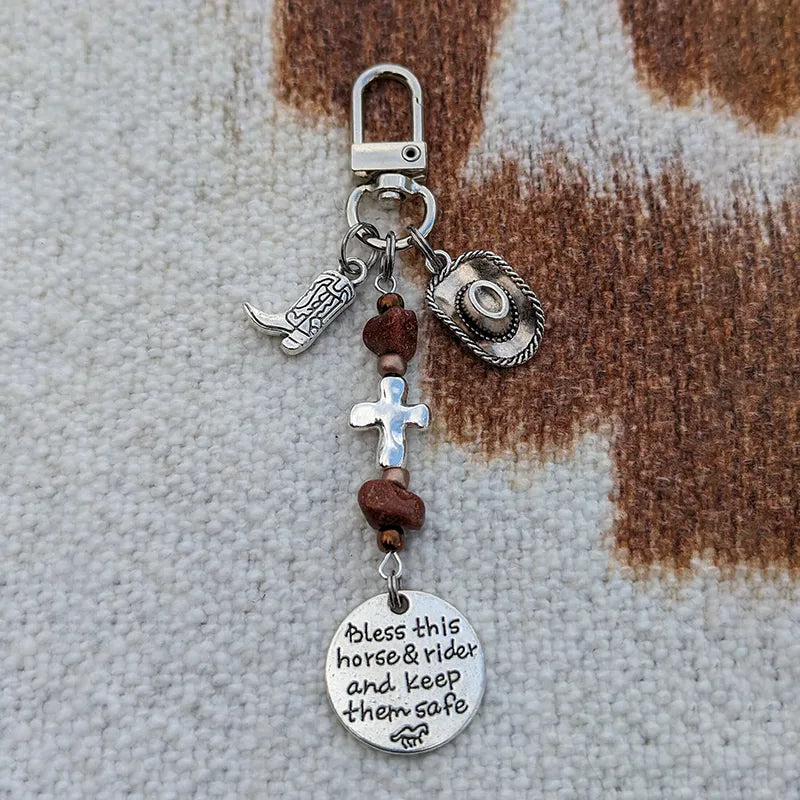 Bless this
horse & rider
and keep
them safe